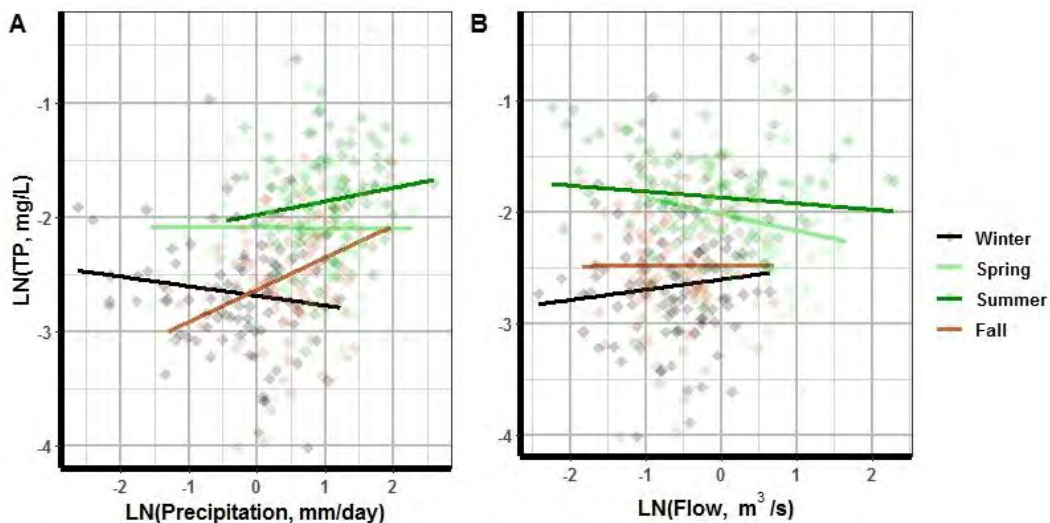 A
B
-1
-2
-3
-4
LN(TP, mg/L)
-2
-1
0
1
2
LN(Precipitation, mm/day)
-1
-2
-3
-4
-2
-1
0
1
2
LN(Flow, m³/s)
Winter
Spring
Summer
Fall